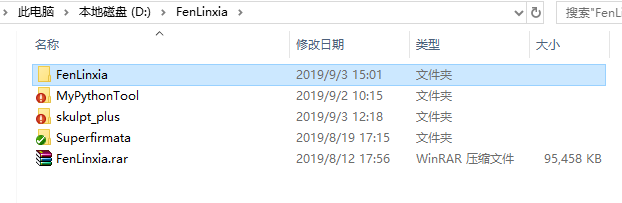 此电脑 > 本地磁盘 (D:) > FenLinxia > 搜索"FenLi
名称 修改日期 类型 大小
FenLinxia 2019/9/3 15:01 文件夹
MyPythonTool 2019/9/2 10:15 文件夹
skulpt_plus 2019/9/3 12:18 文件夹
Superfirmata 2019/8/19 17:15 文件夹
FenLinxia.rar 2019/8/12 17:56 WinRAR 压缩文件 95,458 KB